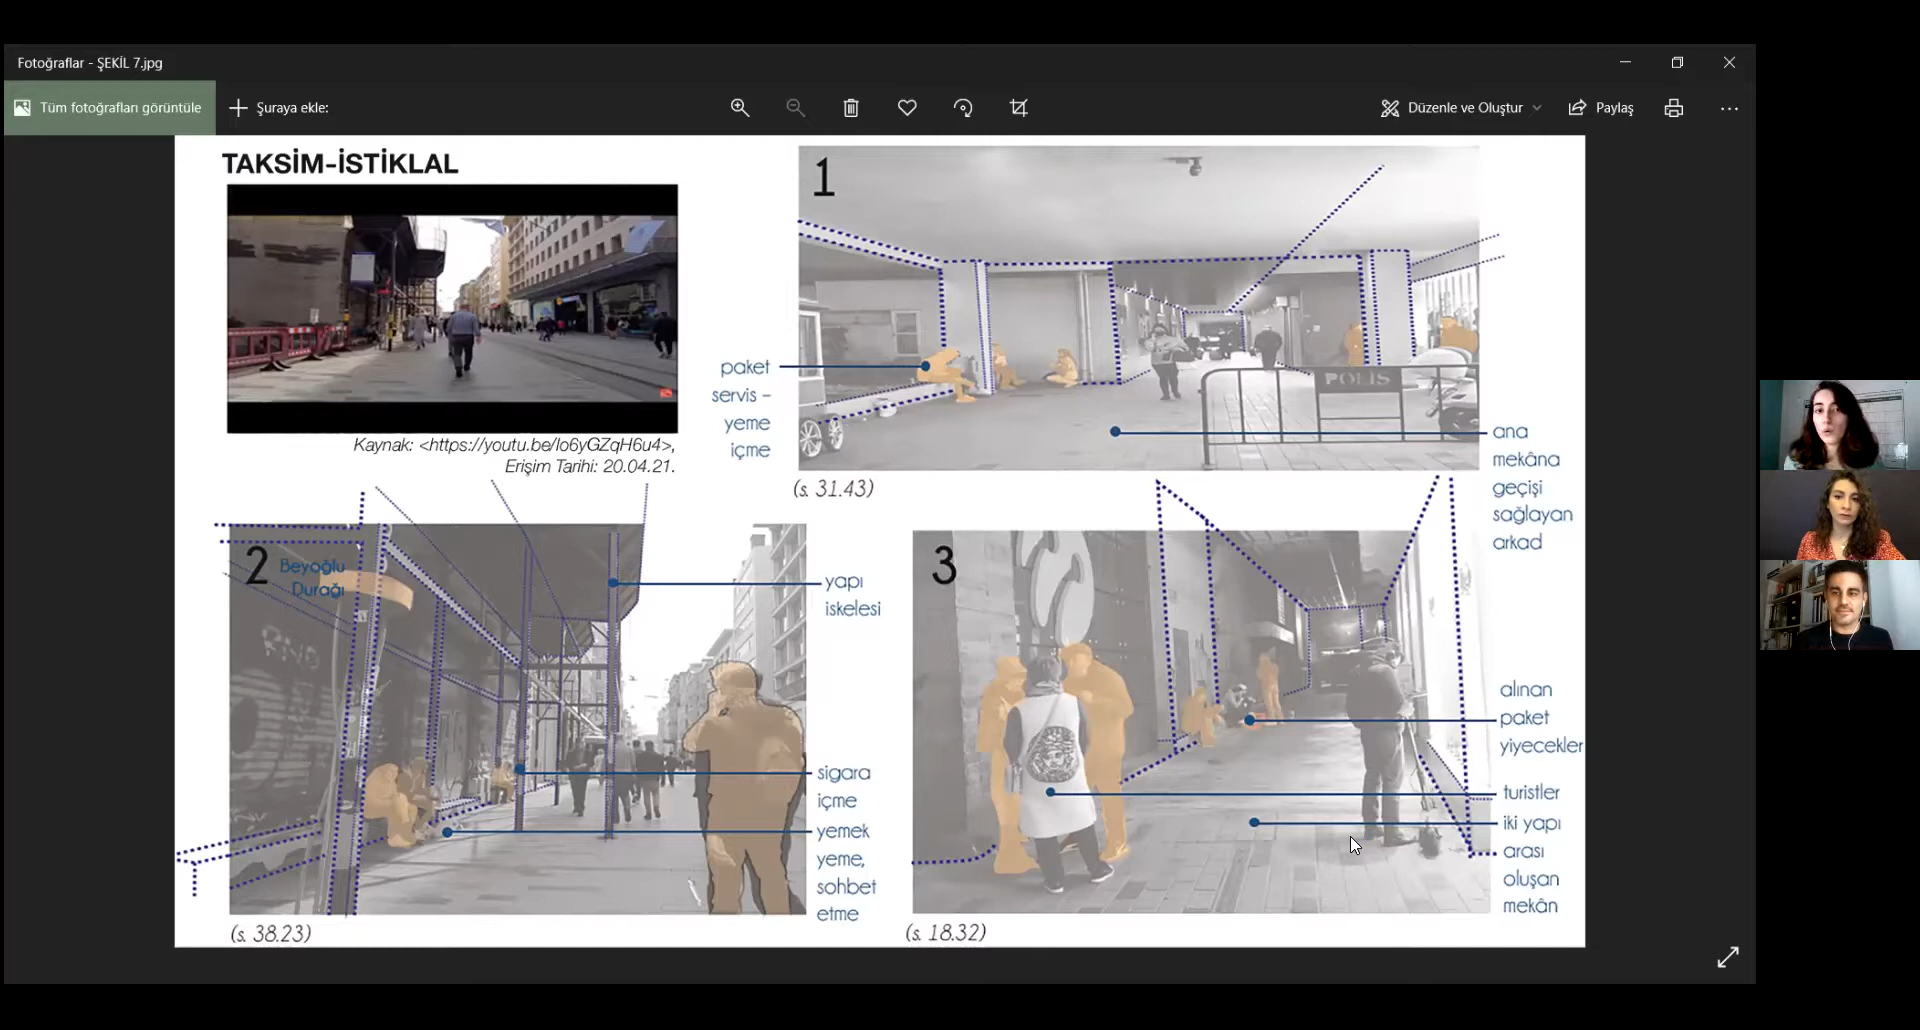 Fotoğraflar - ŞEKİL 7.jpg
Tüm fotoğrafları görüntüle
Şuraya ekle:
Düzenle ve Oluştur
Paylaş
TAKSİM-İSTİKLAL
Kaynak: <https://youtu.be/lo6yGZqH6u4>,
Erişim Tarihi: 20.04.21.
1
paket
servis –
yeme
içme
POLIS
ana
mekâna
geçişi
sağlayan
arkad
(s. 31.43)
2
Beyoğlu
Durağı
yapı
iskelesi
sigara
içme
yemek
yeme,
sohbet
etme
(s. 38.23)
3
alınan
paket
yiyecekler
turistler
iki yapı
arası
oluşan
mekân
(s. 18.32)